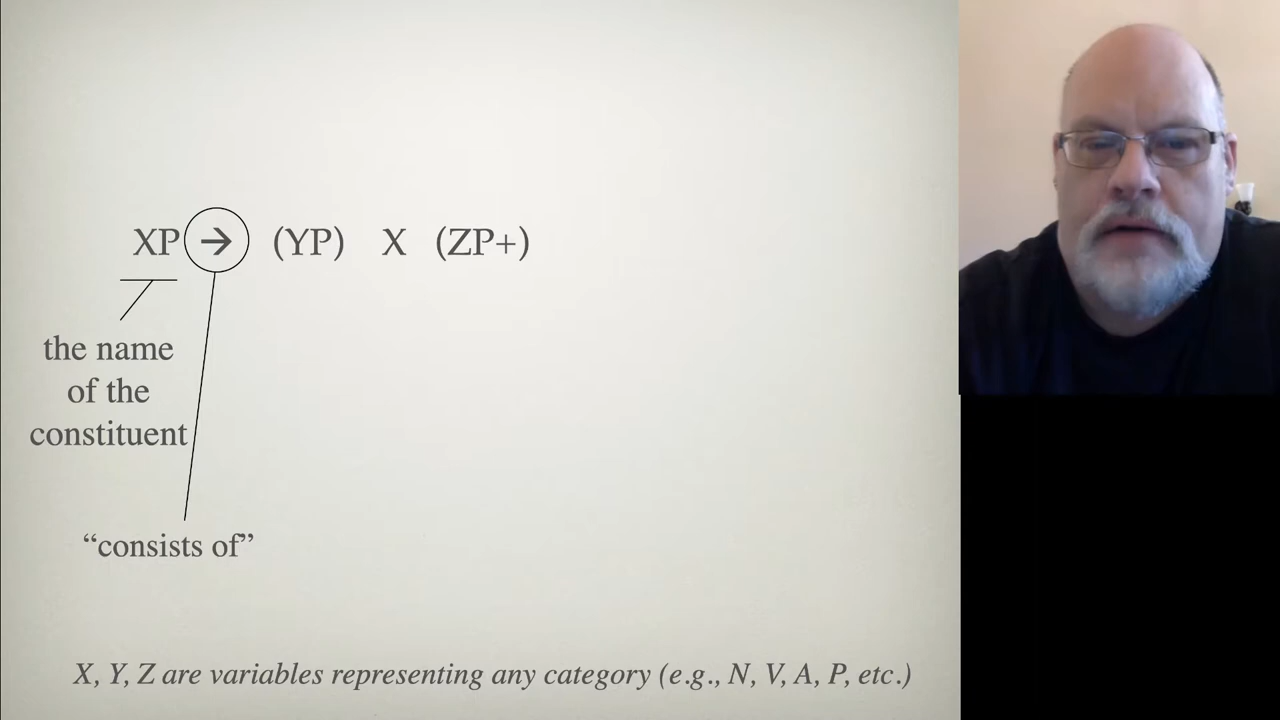 XP → (YP) X (ZP+)
the name
of the
constituent
“consists of”
X, Y, Z are variables representing any category (e.g., N, V, A, P, etc.)